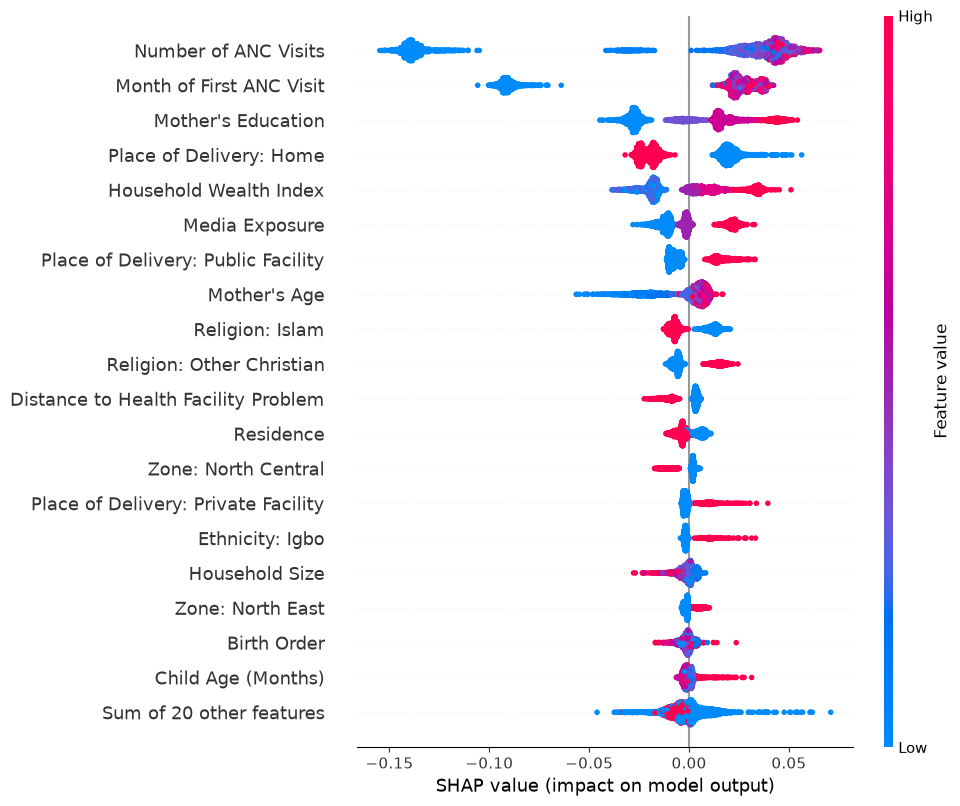 High
Number of ANC Visits
Month of First ANC Visit
Mother's Education
Place of Delivery: Home
Household Wealth Index
Media Exposure
Place of Delivery: Public Facility
Mother's Age
Religion: Islam
Religion: Other Christian
Distance to Health Facility Problem
Residence
Zone: North Central
Place of Delivery: Private Facility
Ethnicity: Igbo
Household Size
Zone: North East
Birth Order
Child Age (Months)
Sum of 20 other features
Feature value
Low
−0.15 −0.10 −0.05 0.00 0.05
SHAP value (impact on model output)